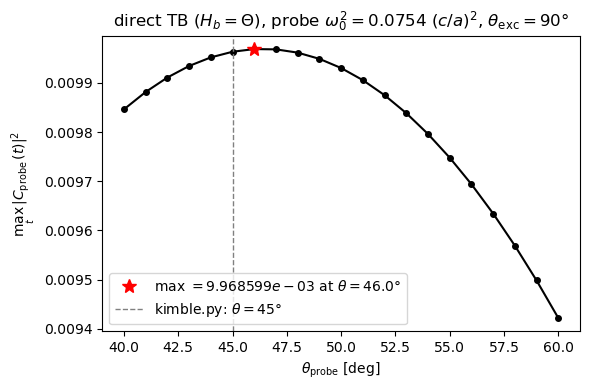 direct TB (H_b = Θ), probe ω_0^2 = 0.0754 (c/a)^2, θ_exc = 90°
max_t |C_probe (t)|^2
0.0099
0.0098
0.0097
0.0096
0.0095
0.0094
max = 9.968599e − 03 at θ = 46.0°
kimble.py: θ = 45°
40.0 42.5 45.0 47.5 50.0 52.5 55.0 57.5 60.0
θ_probe [deg]